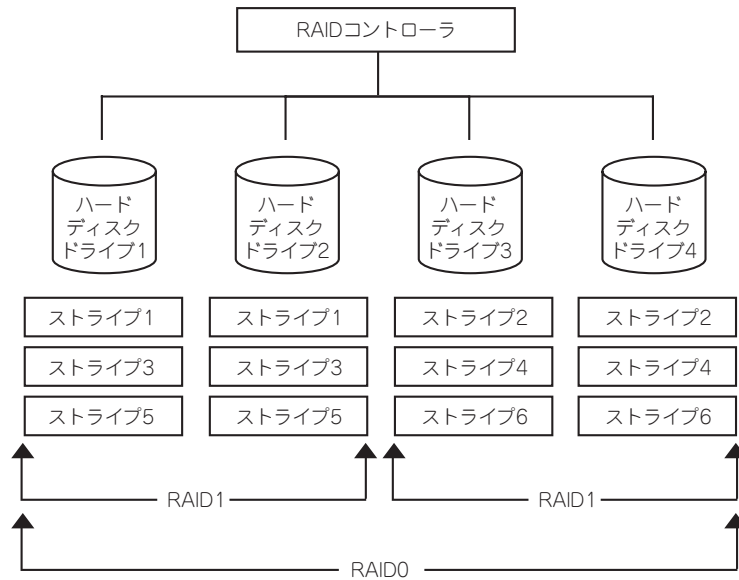 RAIDコントローラ
ハード
ディスク
ドライブ1
ハード
ディスク
ドライブ2
ハード
ディスク
ドライブ3
ハード
ディスク
ドライブ4
ストライプ1
ストライプ1
ストライプ2
ストライプ2
ストライプ3
ストライプ3
ストライプ4
ストライプ4
ストライプ5
ストライプ5
ストライプ6
ストライプ6
RAID1
RAID1
RAID0